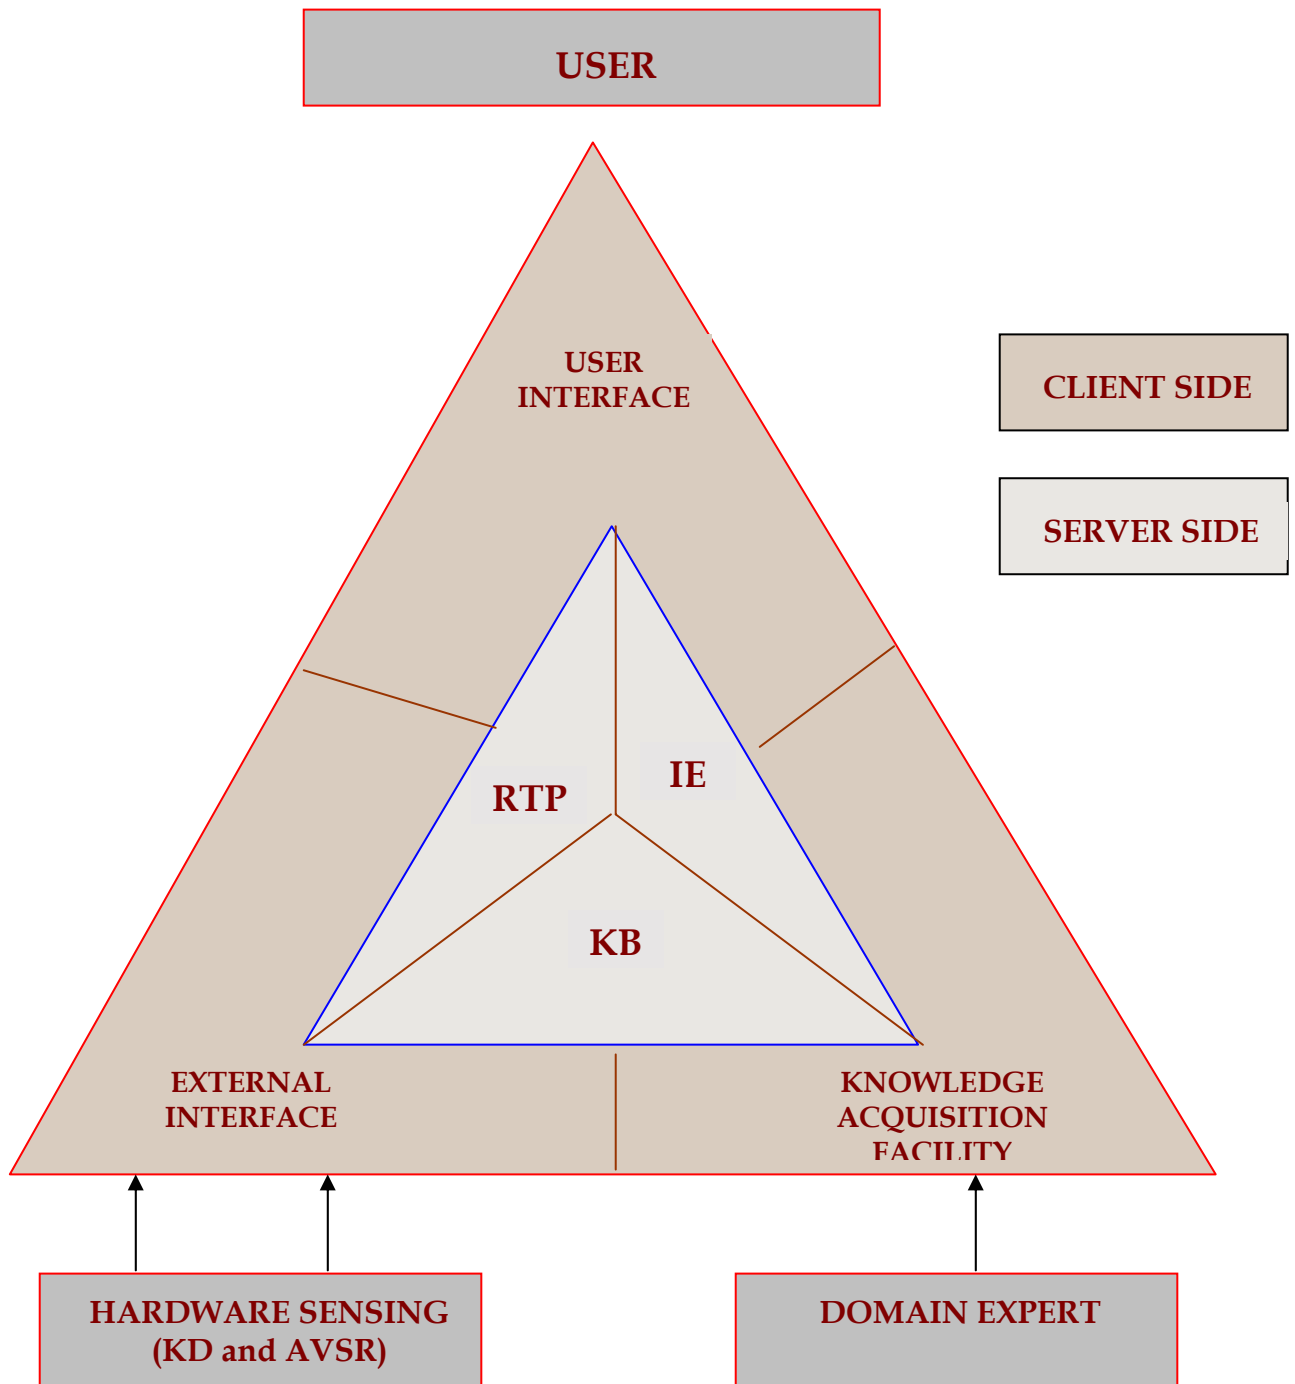 USER
USER
INTERFACE
CLIENT SIDE
SERVER SIDE
IE
RTP
KB
EXTERNAL
INTERFACE
KNOWLEDGE
ACQUISITION
FACILITY
HARDWARE SENSING
(KD and AVSR)
DOMAIN EXPERT